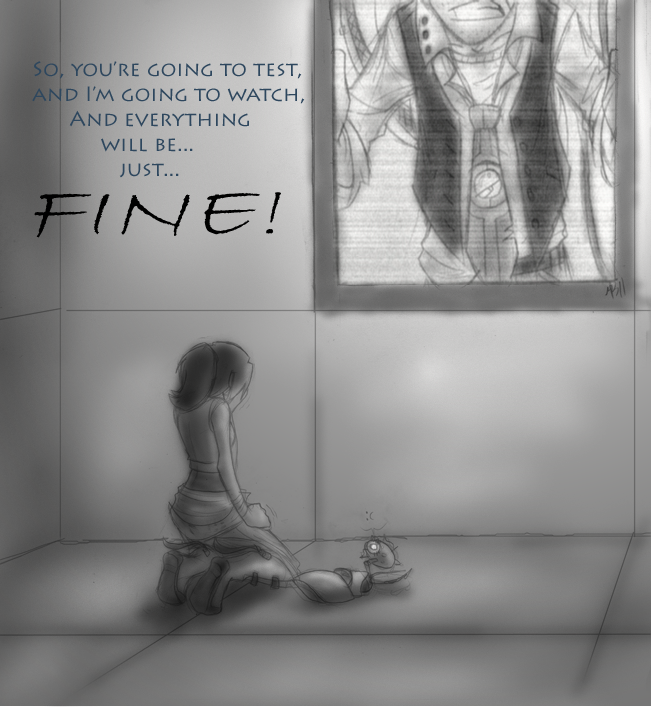 SO, YOU'RE GOING TO TEST,
AND I'M GOING TO WATCH,
AND EVERYTHING
WILL BE...
JUST...
FINE!
:(